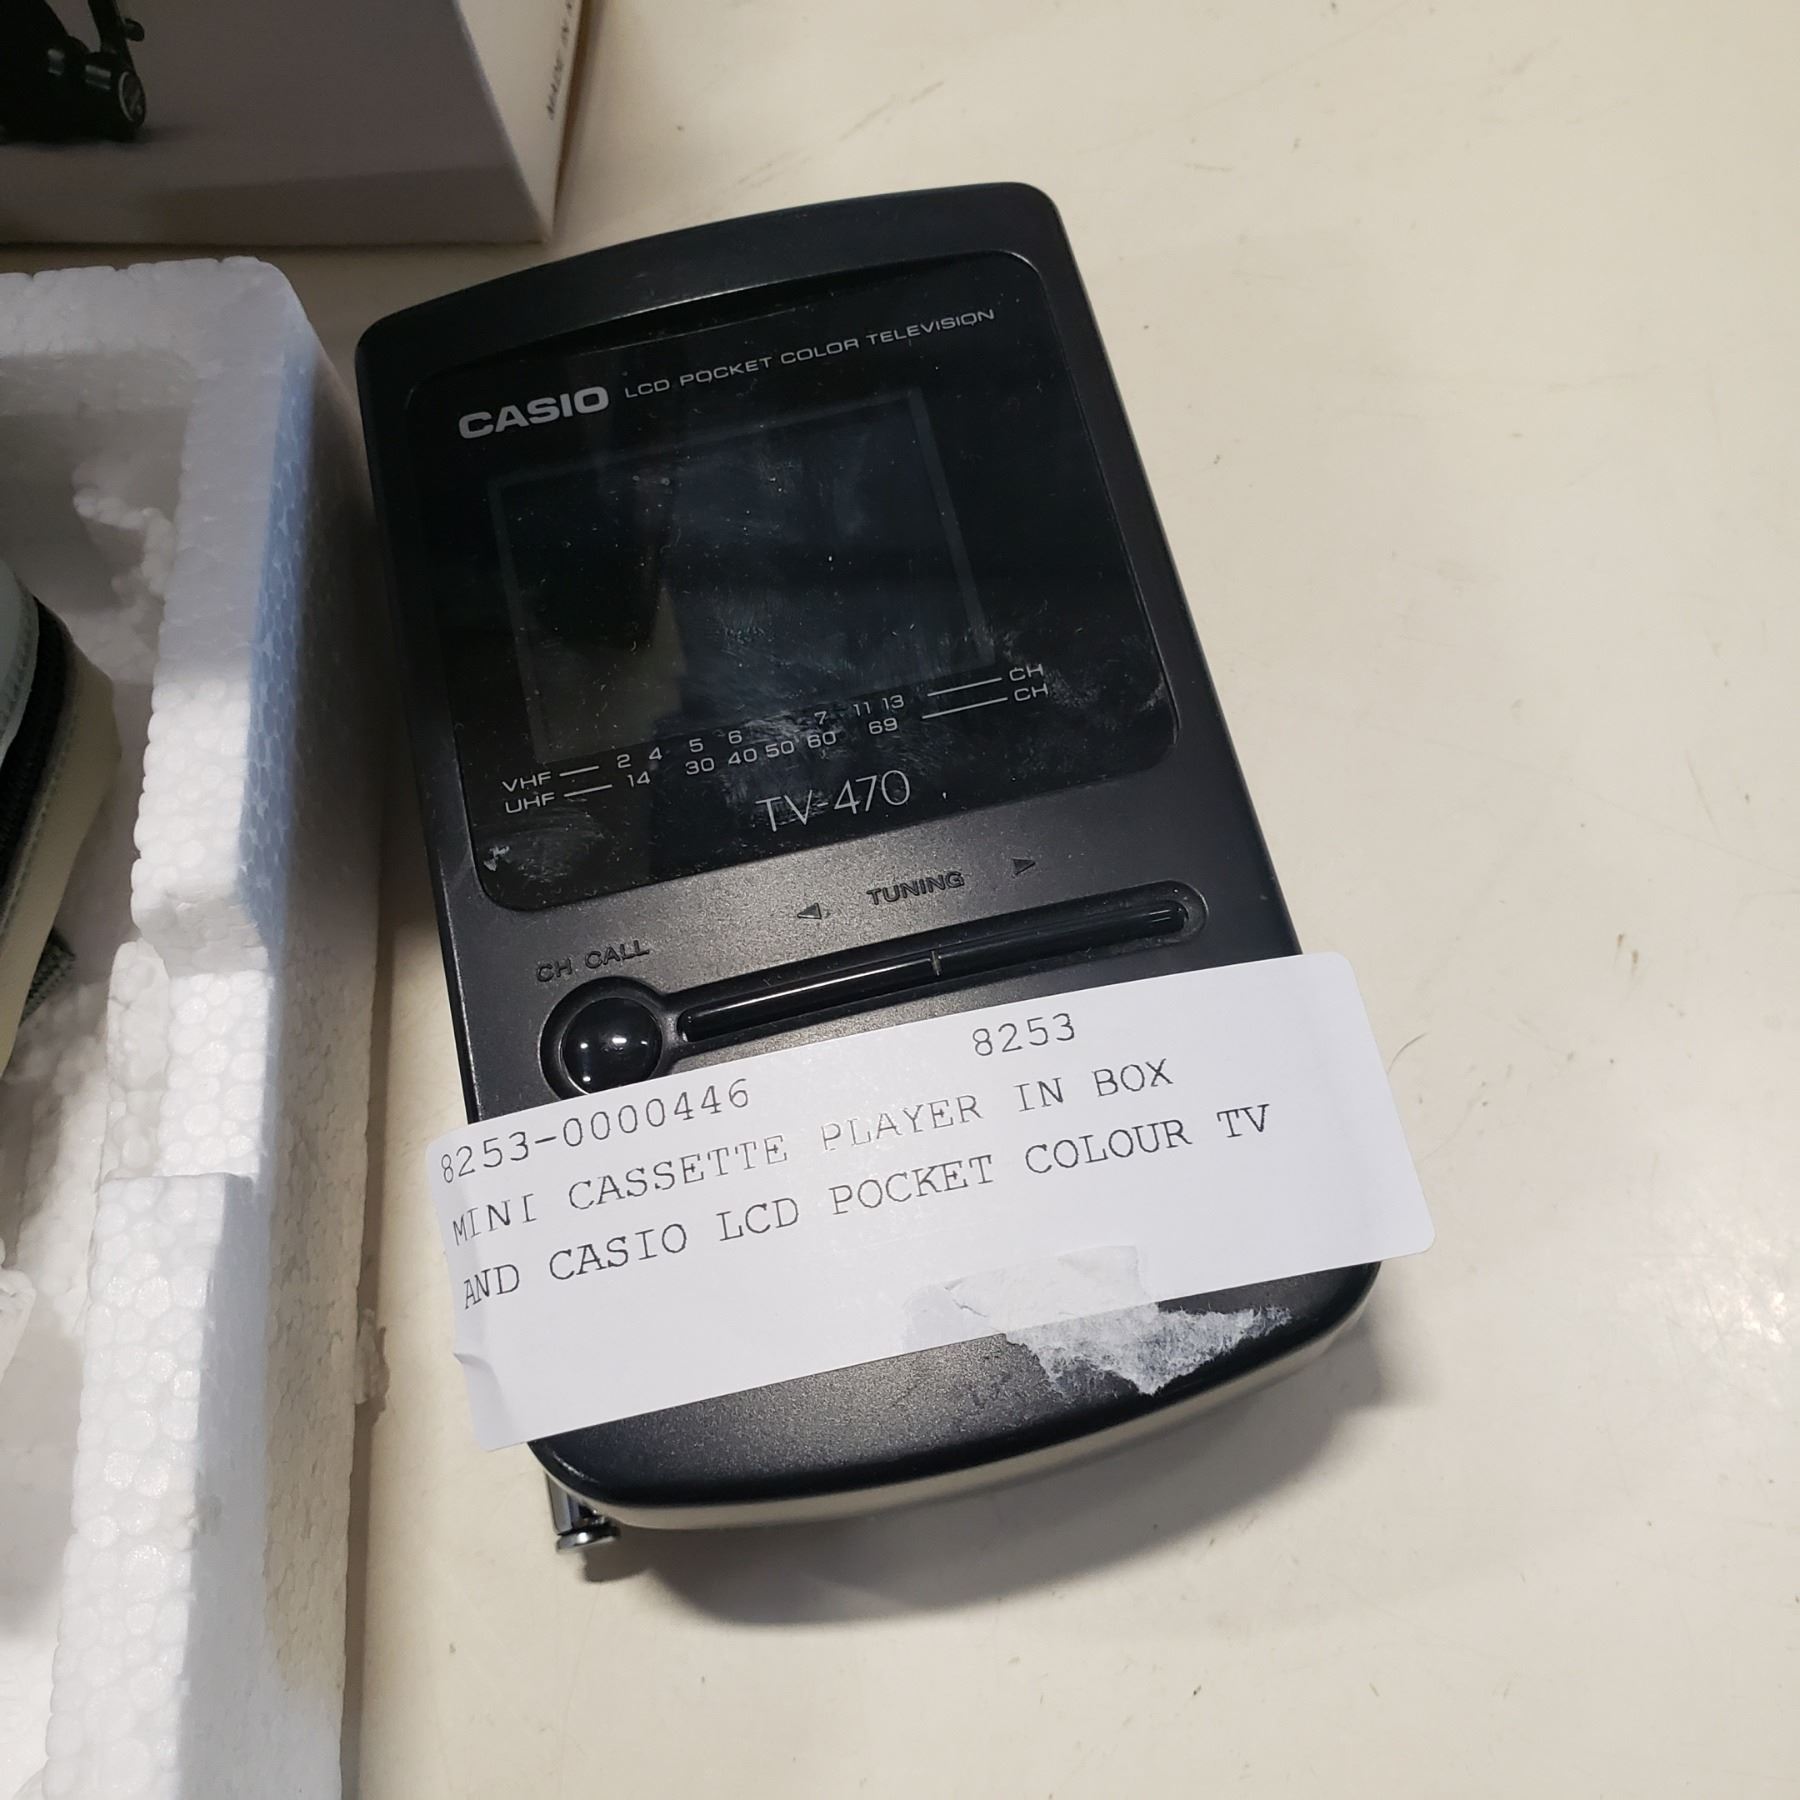 MADE IN
CASIO LCD POCKET COLOR TELEVISION
VHF 2 4 5 6 7 11 13 CH
UHF 14 30 40 50 60 69 CH
TV-470
◀ TUNING ▶
CH CALL
8253-0000446 8253
MINI CASSETTE PLAYER IN BOX
AND CASIO LCD POCKET COLOUR TV